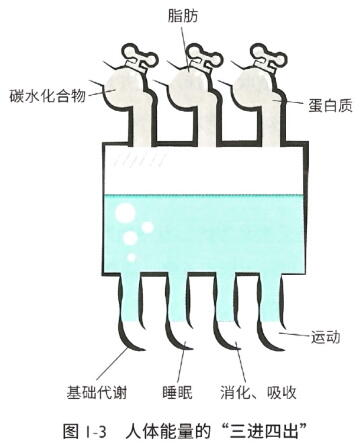 脂肪
碳水化合物
蛋白质
运动
基础代谢
睡眠
消化、吸收
图 1-3 人体能量的“三进四出”